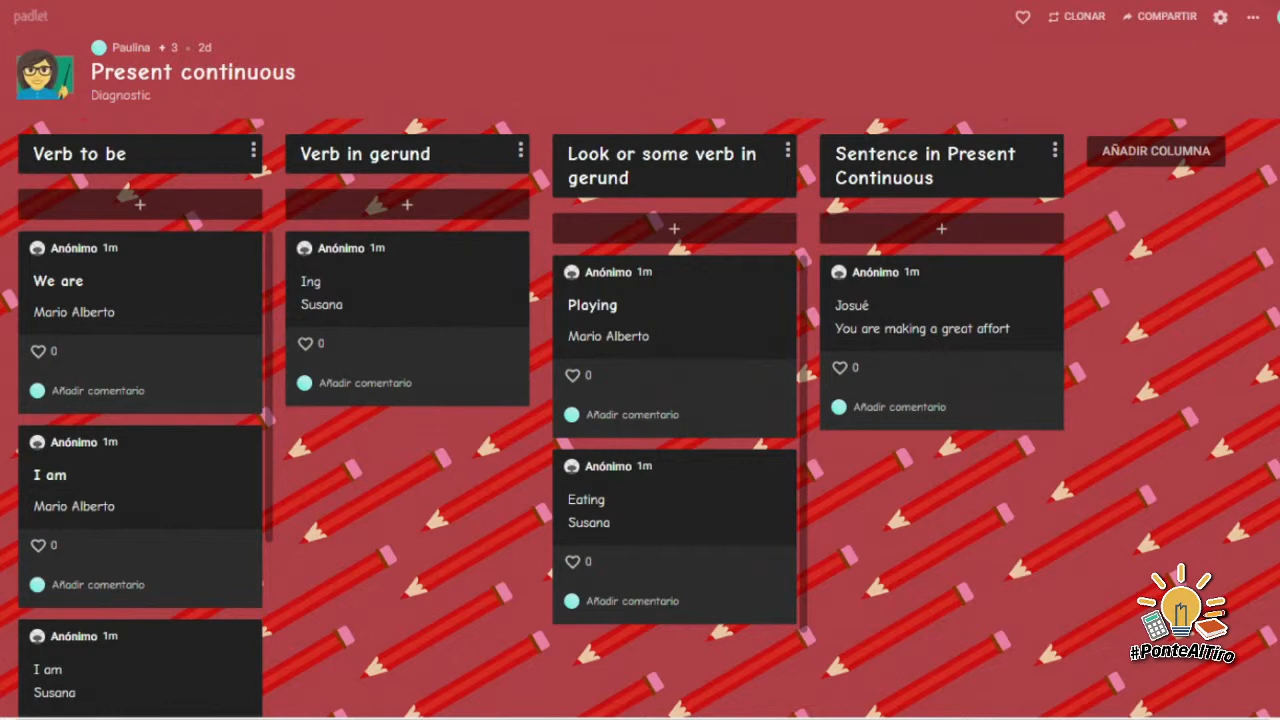 padlet
CLONAR
COMPARTIR
Paulina + 3 • 2d
Present continuous
Diagnostic
Verb to be
+
Anónimo 1m
We are
Mario Alberto
0
Añadir comentario
Anónimo 1m
I am
Mario Alberto
0
Añadir comentario
Anónimo 1m
I am
Susana
Verb in gerund
+
Anónimo 1m
Ing
Susana
0
Añadir comentario
Look or some verb in
gerund
+
Anónimo 1m
Playing
Mario Alberto
0
Añadir comentario
Anónimo 1m
Eating
Susana
0
Añadir comentario
Sentence in Present
Continuous
+
Anónimo 1m
Josué
You are making a great affort
0
Añadir comentario
AÑADIR COLUMNA
#PonteAlTiro